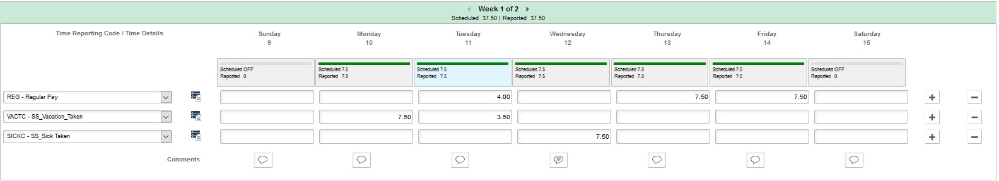 Week 1 of 2
Scheduled 37.50 | Reported 37.50
Time Reporting Code / Time Details
Sunday Monday Tuesday Wednesday Thursday Friday Saturday
9 10 11 12 13 14 15
Scheduled OFF Scheduled 7.5 Scheduled 7.5 Scheduled 7.5 Scheduled 7.5 Scheduled 7.5 Scheduled OFF
Reported 0 Reported 7.5 Reported 7.5 Reported 7.5 Reported 7.5 Reported 7.5 Reported 0
REG - Regular Pay 4.00 7.50 7.50
VACTC - SS_Vacation_Taken 7.50 3.50
SICKC - SS_Sick Taken 7.50
Comments